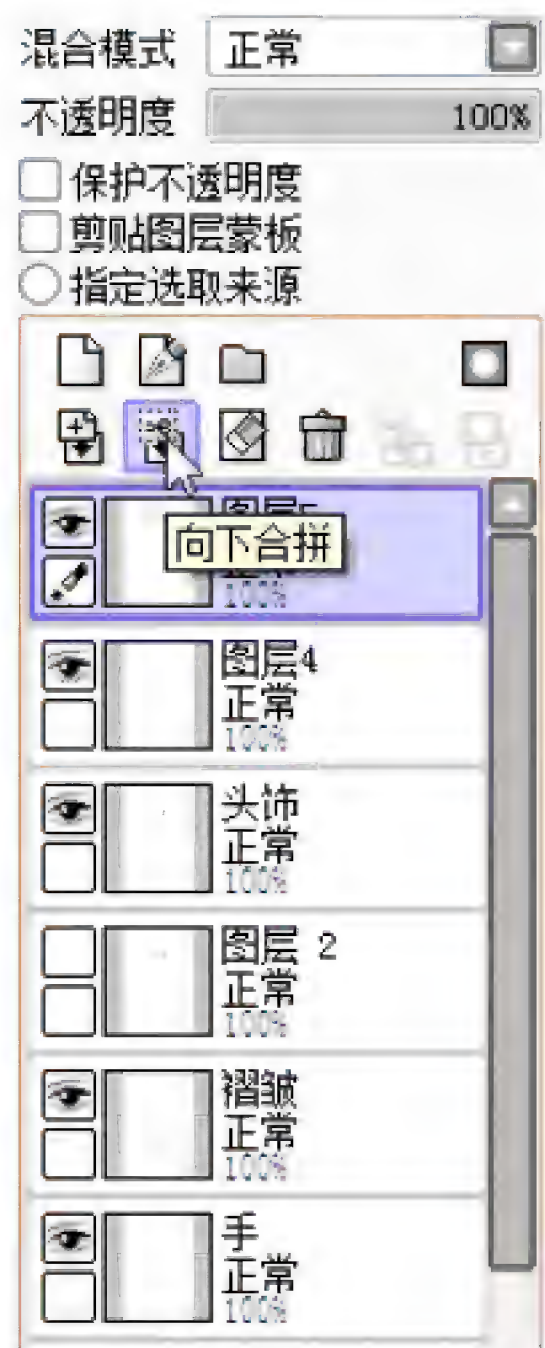 混合模式 正常
不透明度 100%
保护不透明度
剪贴图层蒙板
指定选取来源
向下合拼
100%
图层4
正常
100%
头饰
正常
100%
图层 2
正常
100%
褶皱
正常
100%
手
正常
100%